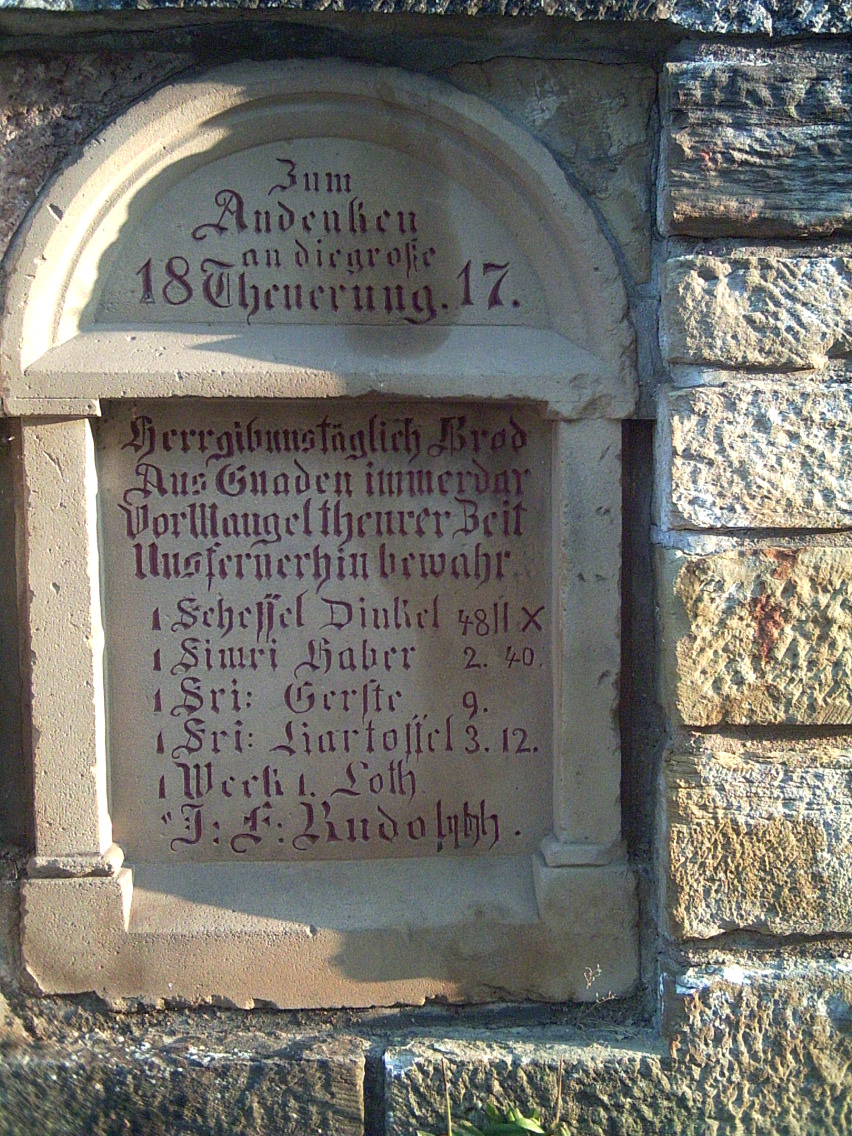 Zum
Andenken
an die große
18 Theuerung. 17.
Herr gib uns täglich Brod
Aus Gnaden immerdar
Vor Mangel Theurer Zeit
Uns fernerhin bewahr
1 Scheffel Dinkel 48 fl X
1 Simri Haber 2. 40.
1 Sri: Gerste 9.
1 Sri: Kartoffel 3. 12.
1 Weck 1. Loth
J: F: Rudolph.